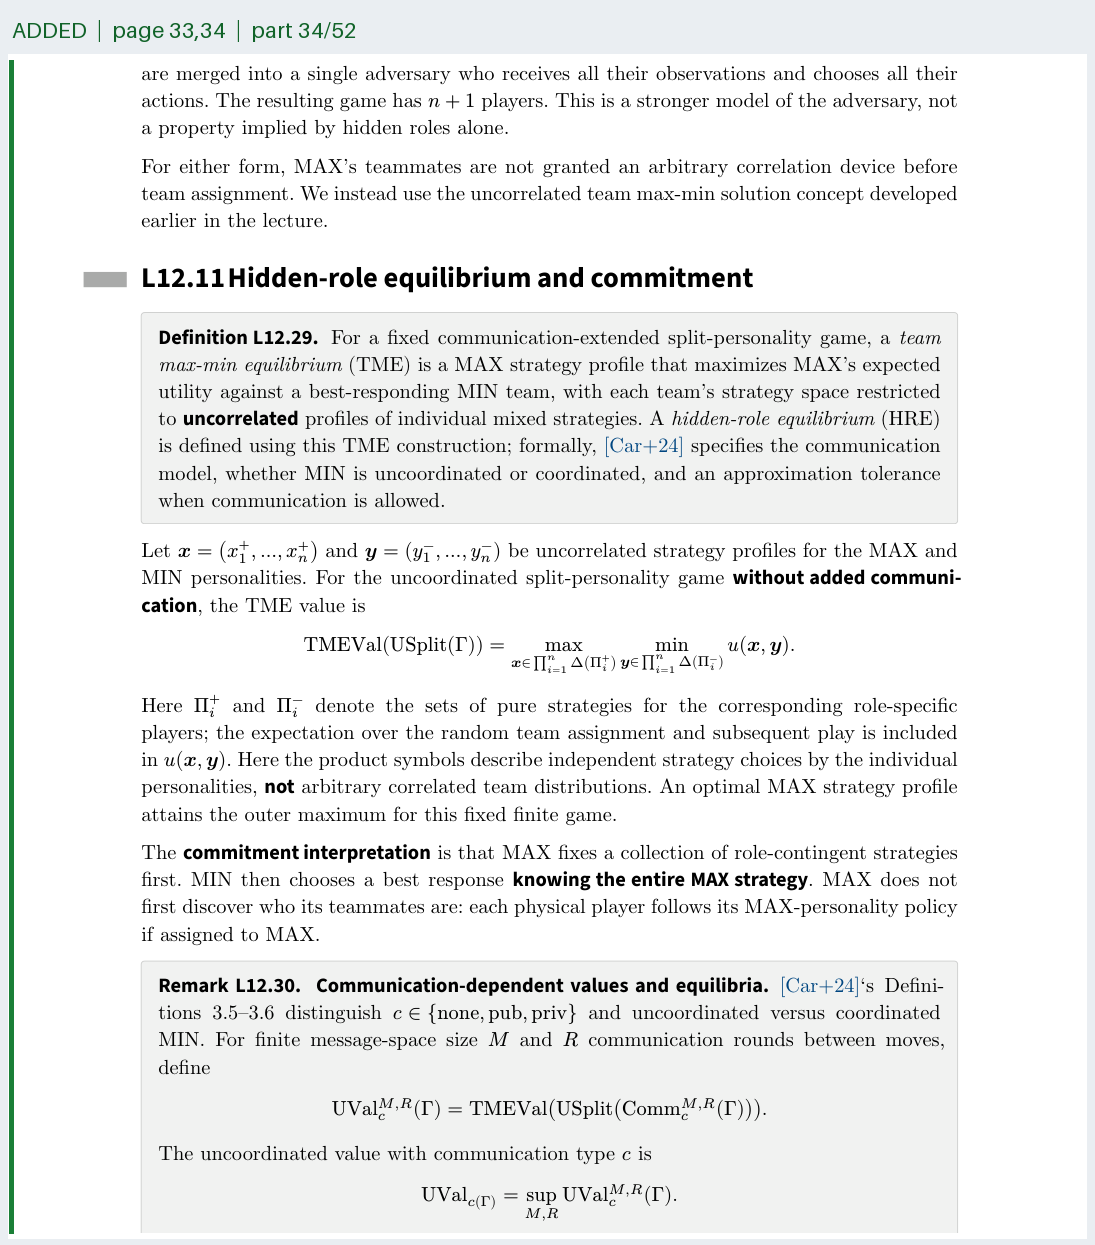 ADDED | page 33,34 | part 34/52
are merged into a single adversary who receives all their observations and chooses all their
actions. The resulting game has n + 1 players. This is a stronger model of the adversary, not
a property implied by hidden roles alone.
For either form, MAX's teammates are not granted an arbitrary correlation device before
team assignment. We instead use the uncorrelated team max-min solution concept developed
earlier in the lecture.
L12.11 Hidden-role equilibrium and commitment
Definition L12.29. For a fixed communication-extended split-personality game, a team
max-min equilibrium (TME) is a MAX strategy profile that maximizes MAX's expected
utility against a best-responding MIN team, with each team's strategy space restricted
to uncorrelated profiles of individual mixed strategies. A hidden-role equilibrium (HRE)
is defined using this TME construction; formally, [Car+24] specifies the communication
model, whether MIN is uncoordinated or coordinated, and an approximation tolerance
when communication is allowed.
Let x = (x₁⁺, ..., xₙ⁺) and y = (y₁⁻, ..., yₙ⁻) be uncorrelated strategy profiles for the MAX and
MIN personalities. For the uncoordinated split-personality game without added communi-
cation, the TME value is
TMEVal(USplit(Γ)) = max_{x∈∏ⁿᵢ₌₁ Δ(Πᵢ⁺)} min_{y∈∏ⁿᵢ₌₁ Δ(Πᵢ⁻)} u(x, y).
Here Πᵢ⁺ and Πᵢ⁻ denote the sets of pure strategies for the corresponding role-specific
players; the expectation over the random team assignment and subsequent play is included
in u(x, y). Here the product symbols describe independent strategy choices by the individual
personalities, not arbitrary correlated team distributions. An optimal MAX strategy profile
attains the outer maximum for this fixed finite game.
The commitment interpretation is that MAX fixes a collection of role-contingent strategies
first. MIN then chooses a best response knowing the entire MAX strategy. MAX does not
first discover who its teammates are: each physical player follows its MAX-personality policy
if assigned to MAX.
Remark L12.30. Communication-dependent values and equilibria. [Car+24]‘s Defini-
tions 3.5–3.6 distinguish c ∈ {none, pub, priv} and uncoordinated versus coordinated
MIN. For finite message-space size M and R communication rounds between moves,
define
UVal_c^{M,R}(Γ) = TMEVal(USplit(Comm_c^{M,R}(Γ))).
The uncoordinated value with communication type c is
UVal_{c(Γ)} = sup_{M,R} UVal_c^{M,R}(Γ).